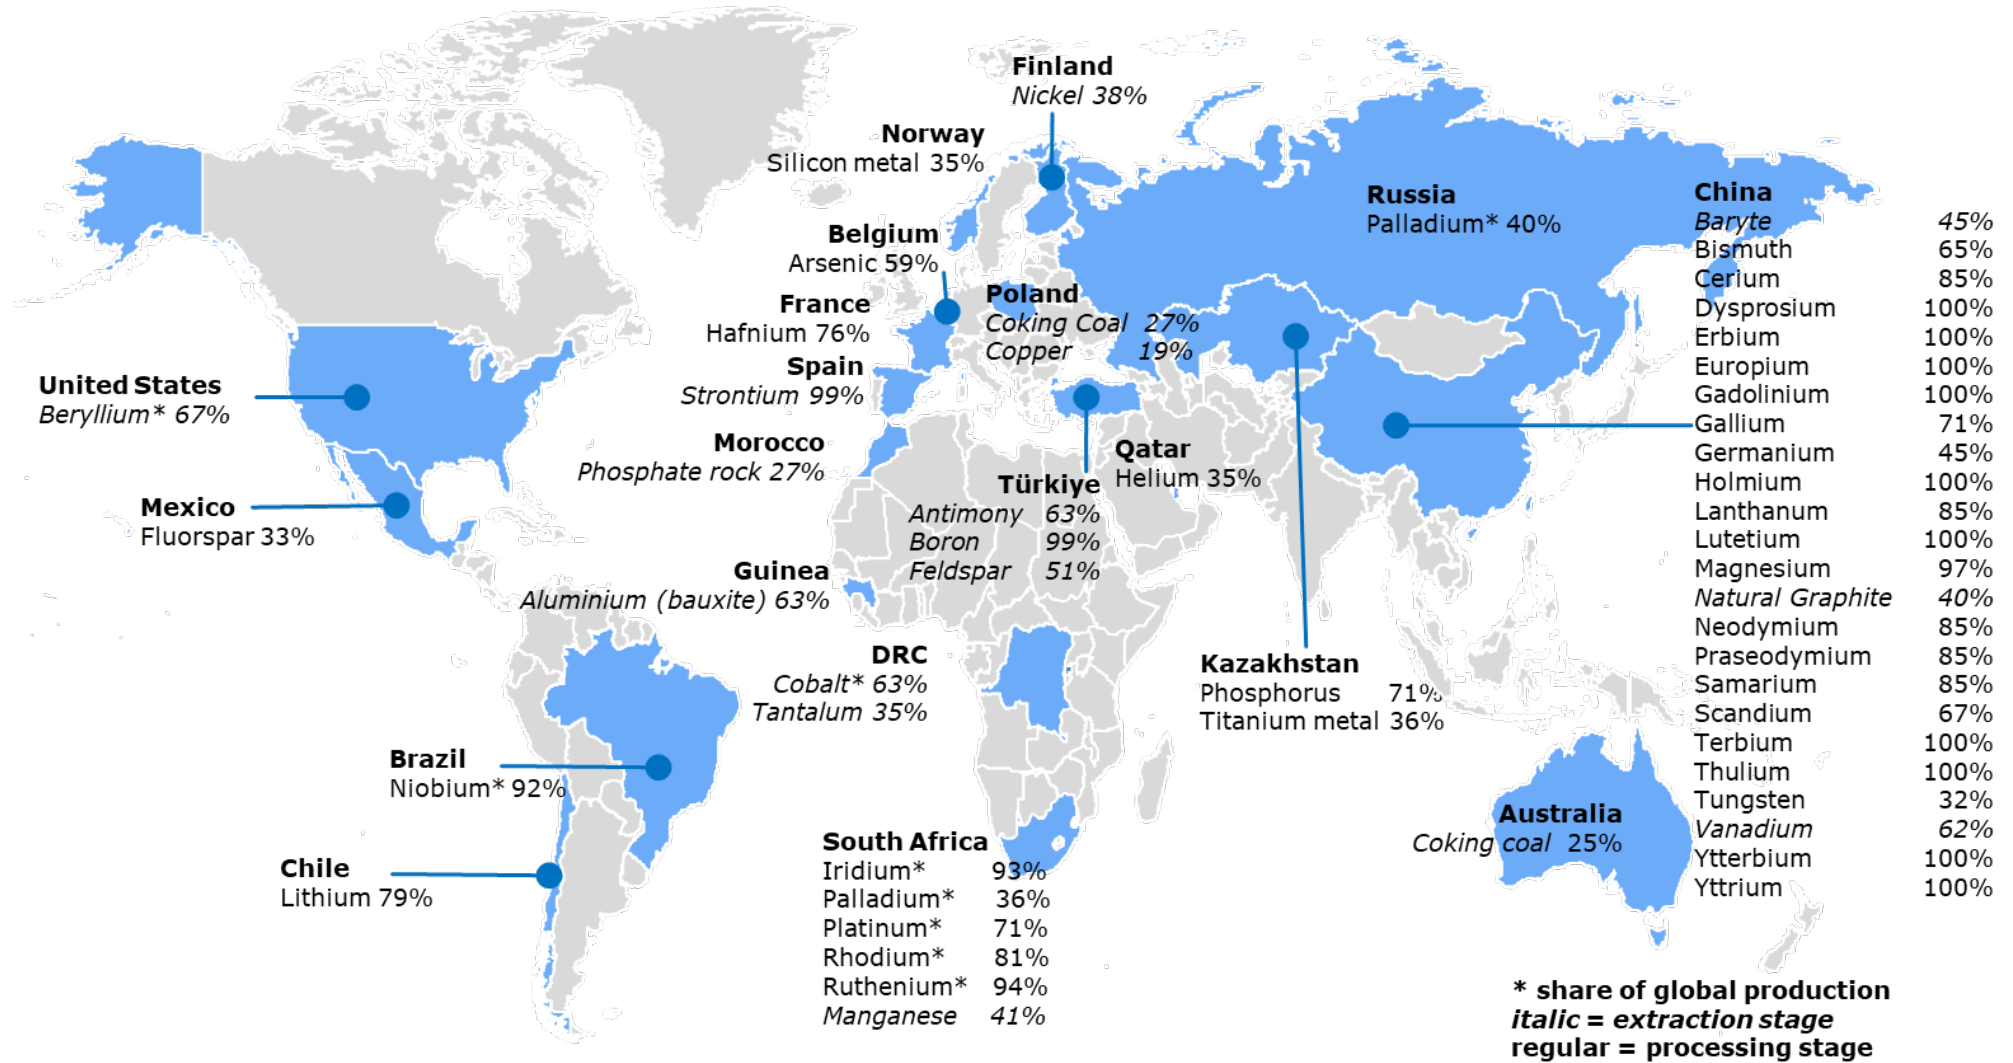 Finland
Nickel 38%
Norway
Silicon metal 35%
Belgium
Arsenic 59%
France
Hafnium 76%
Poland
Coking Coal 27%
Copper 19%
Spain
Strontium 99%
Morocco
Phosphate rock 27%
United States
Beryllium* 67%
Mexico
Fluorspar 33%
Qatar
Helium 35%
Türkiye
Antimony 63%
Boron 99%
Feldspar 51%
Guinea
Aluminium (bauxite) 63%
DRC
Cobalt* 63%
Tantalum 35%
Kazakhstan
Phosphorus 71%
Titanium metal 36%
Brazil
Niobium* 92%
Chile
Lithium 79%
South Africa
Iridium* 93%
Palladium* 36%
Platinum* 71%
Rhodium* 81%
Ruthenium* 94%
Manganese 41%
Russia
Palladium* 40%
China
Baryte 45%
Bismuth 65%
Cerium 85%
Dysprosium 100%
Erbium 100%
Europium 100%
Gadolinium 100%
Gallium 71%
Germanium 45%
Holmium 100%
Lanthanum 85%
Lutetium 100%
Magnesium 97%
Natural Graphite 40%
Neodymium 85%
Praseodymium 85%
Samarium 85%
Scandium 67%
Terbium 100%
Thulium 100%
Tungsten 32%
Vanadium 62%
Ytterbium 100%
Yttrium 100%
Australia
Coking coal 25%
* share of global production
italic = extraction stage
regular = processing stage